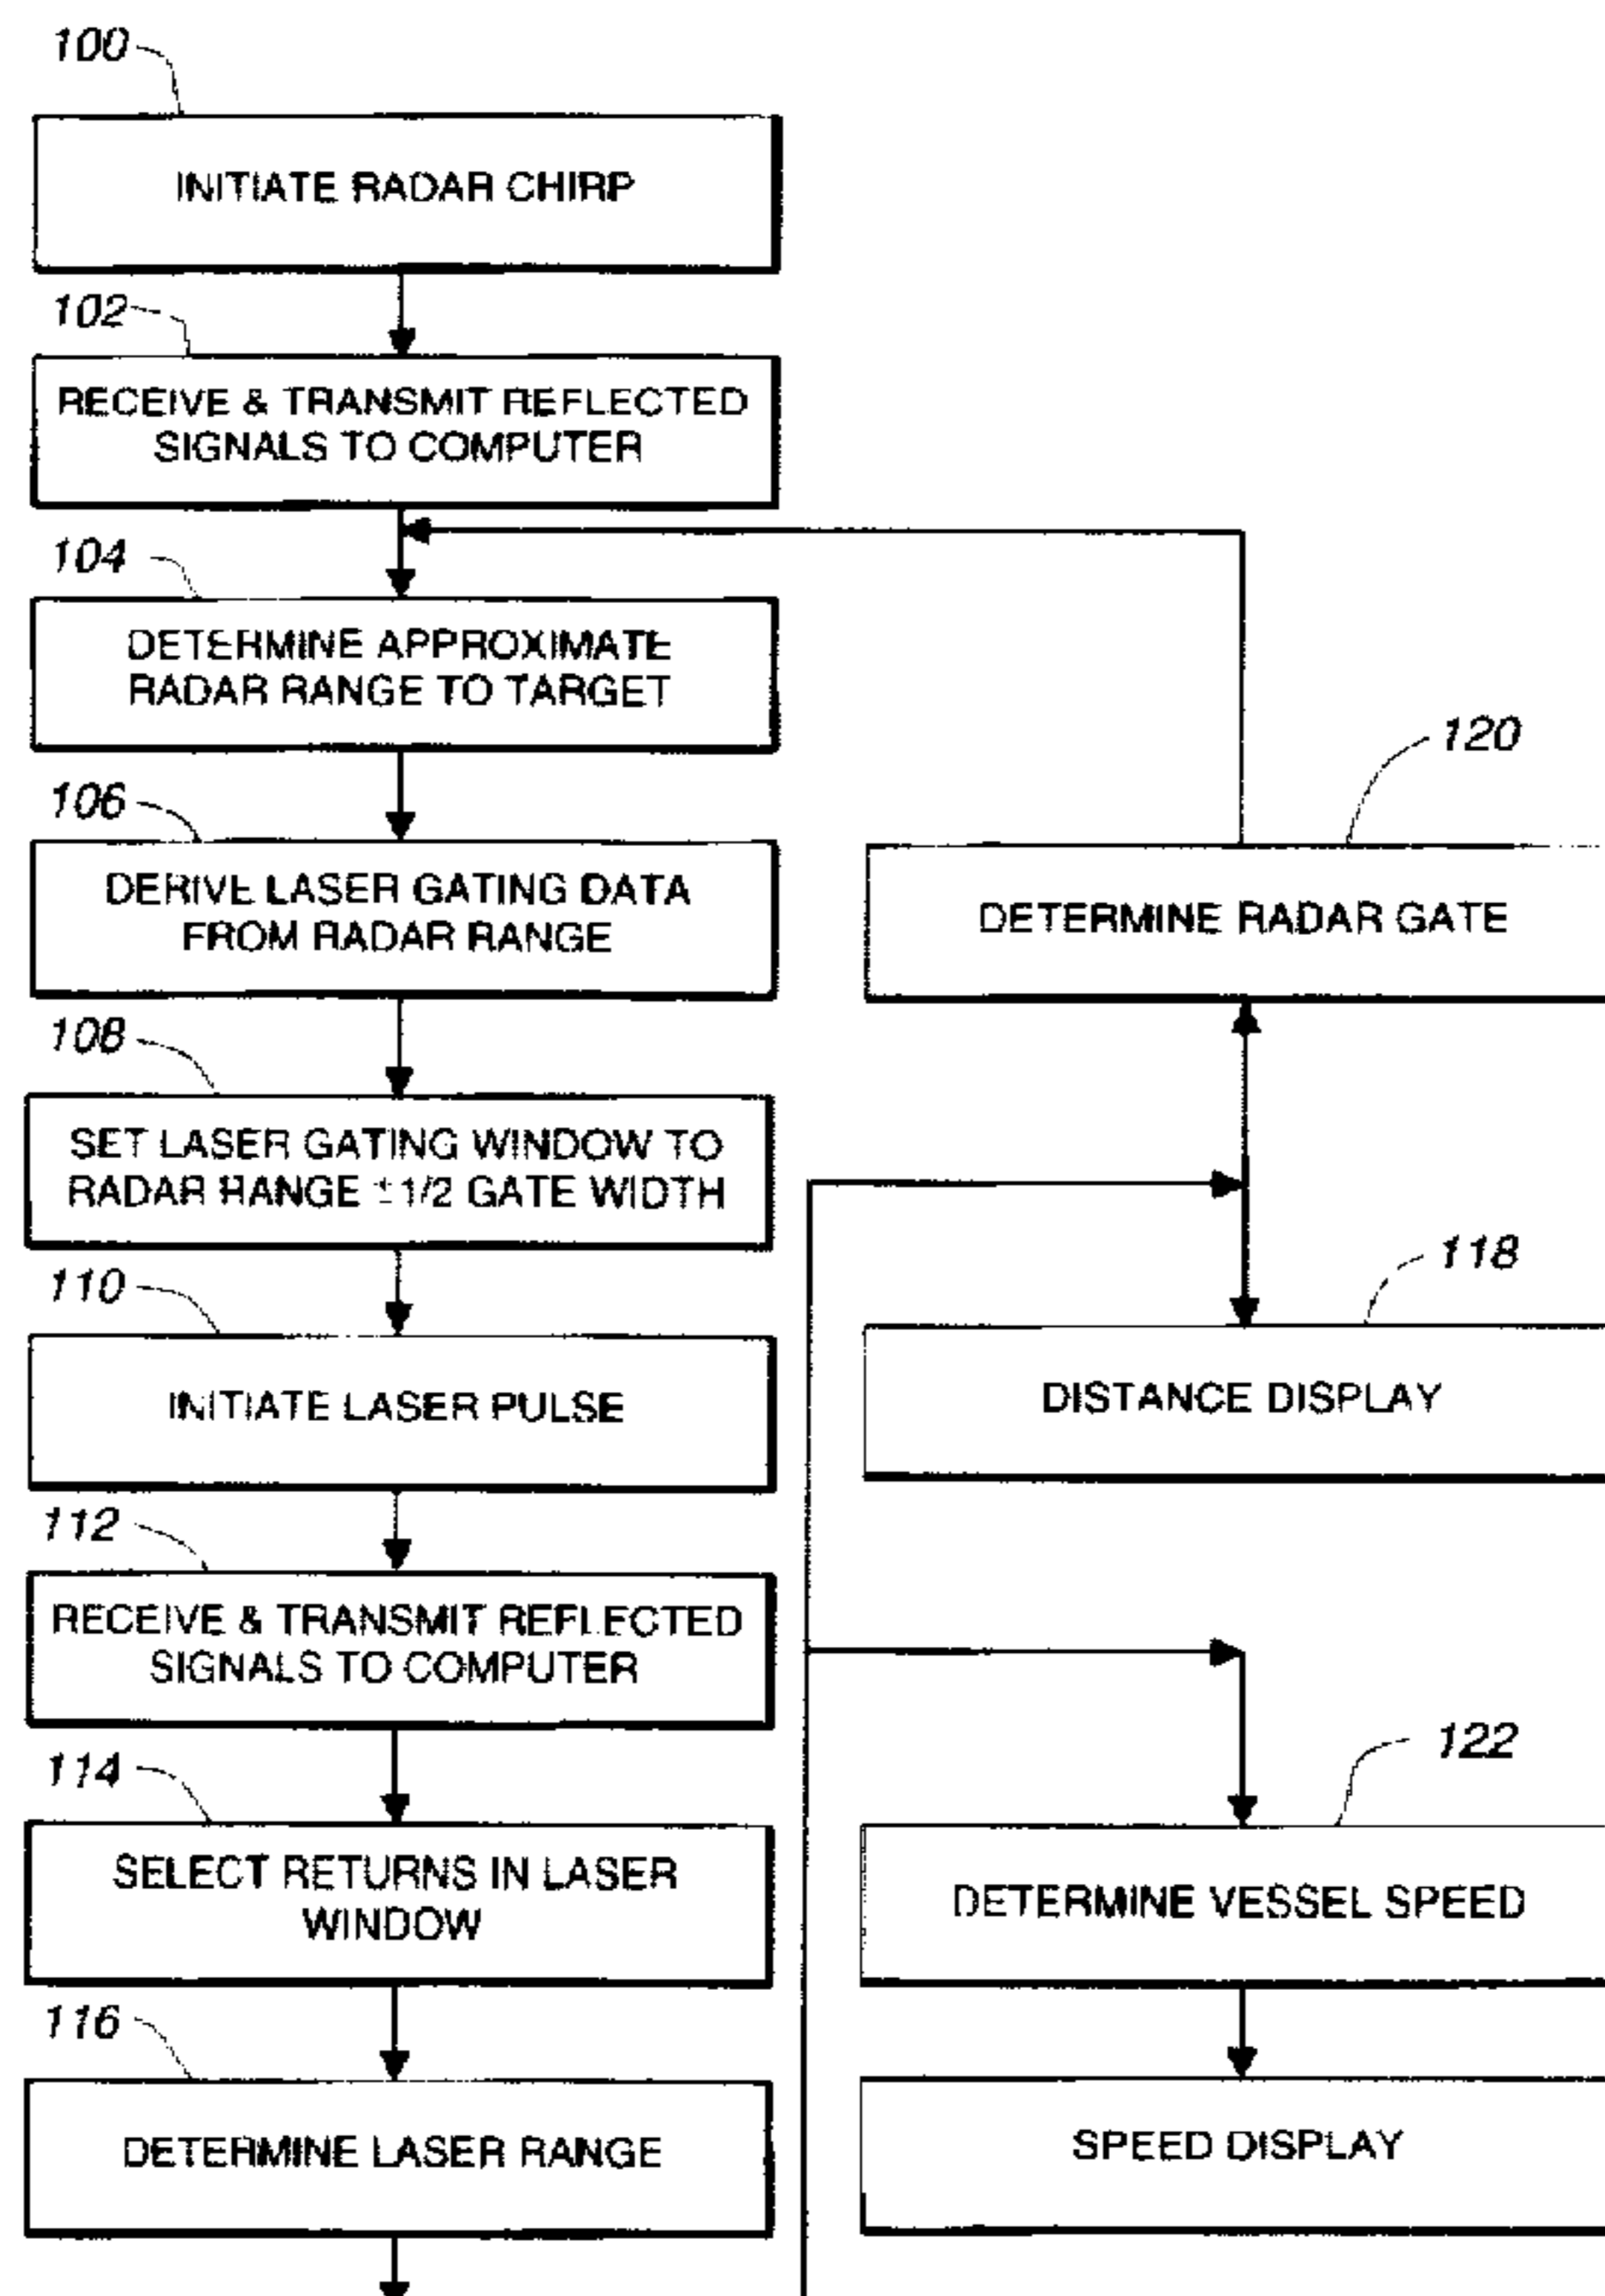 100
INITIATE RADAR CHIRP
102
RECEIVE & TRANSMIT REFLECTED
SIGNALS TO COMPUTER
104
DETERMINE APPROXIMATE
RADAR RANGE TO TARGET
106
DERIVE LASER GATING DATA
FROM RADAR RANGE
108
SET LASER GATING WINDOW TO
RADAR RANGE ±1/2 GATE WIDTH
110
INITIATE LASER PULSE
112
RECEIVE & TRANSMIT REFLECTED
SIGNALS TO COMPUTER
114
SELECT RETURNS IN LASER
WINDOW
116
DETERMINE LASER RANGE
120
DETERMINE RADAR GATE
118
DISTANCE DISPLAY
122
DETERMINE VESSEL SPEED
SPEED DISPLAY